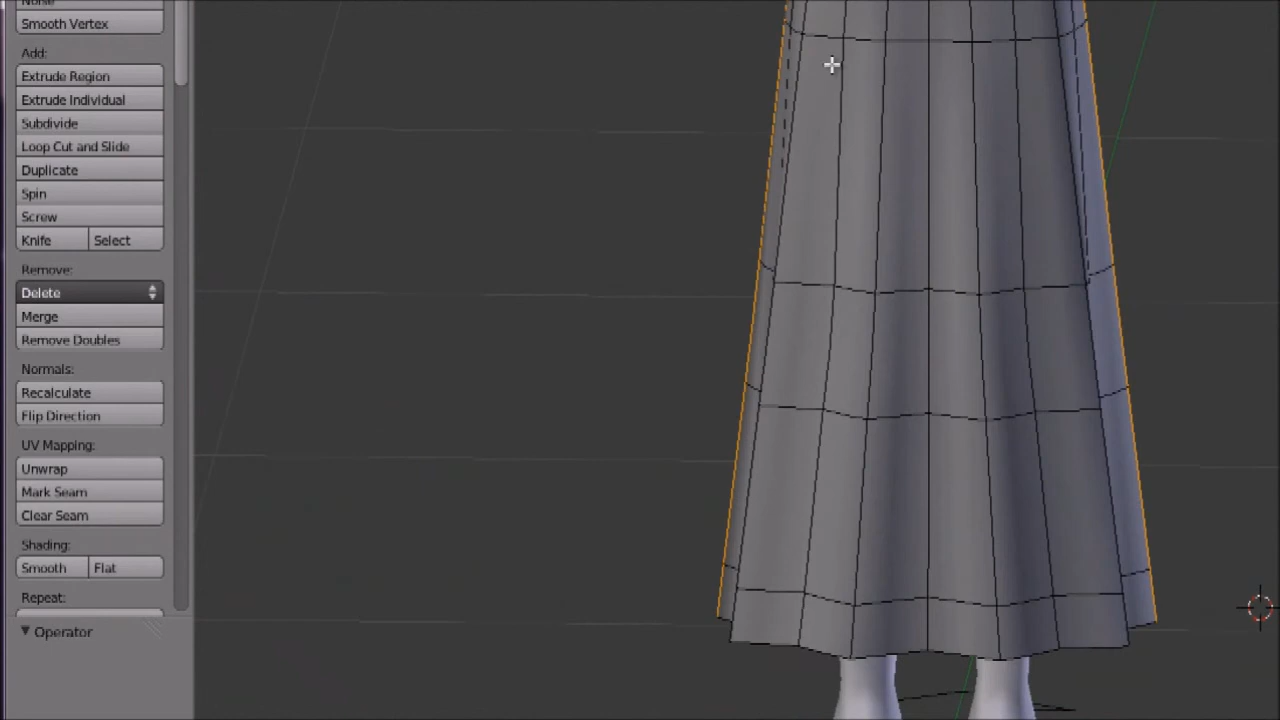 Noise
Smooth Vertex
Add:
Extrude Region
Extrude Individual
Subdivide
Loop Cut and Slide
Duplicate
Spin
Screw
Knife Select
Remove:
Delete
Merge
Remove Doubles
Normals:
Recalculate
Flip Direction
UV Mapping:
Unwrap
Mark Seam
Clear Seam
Shading:
Smooth Flat
Repeat:
Operator